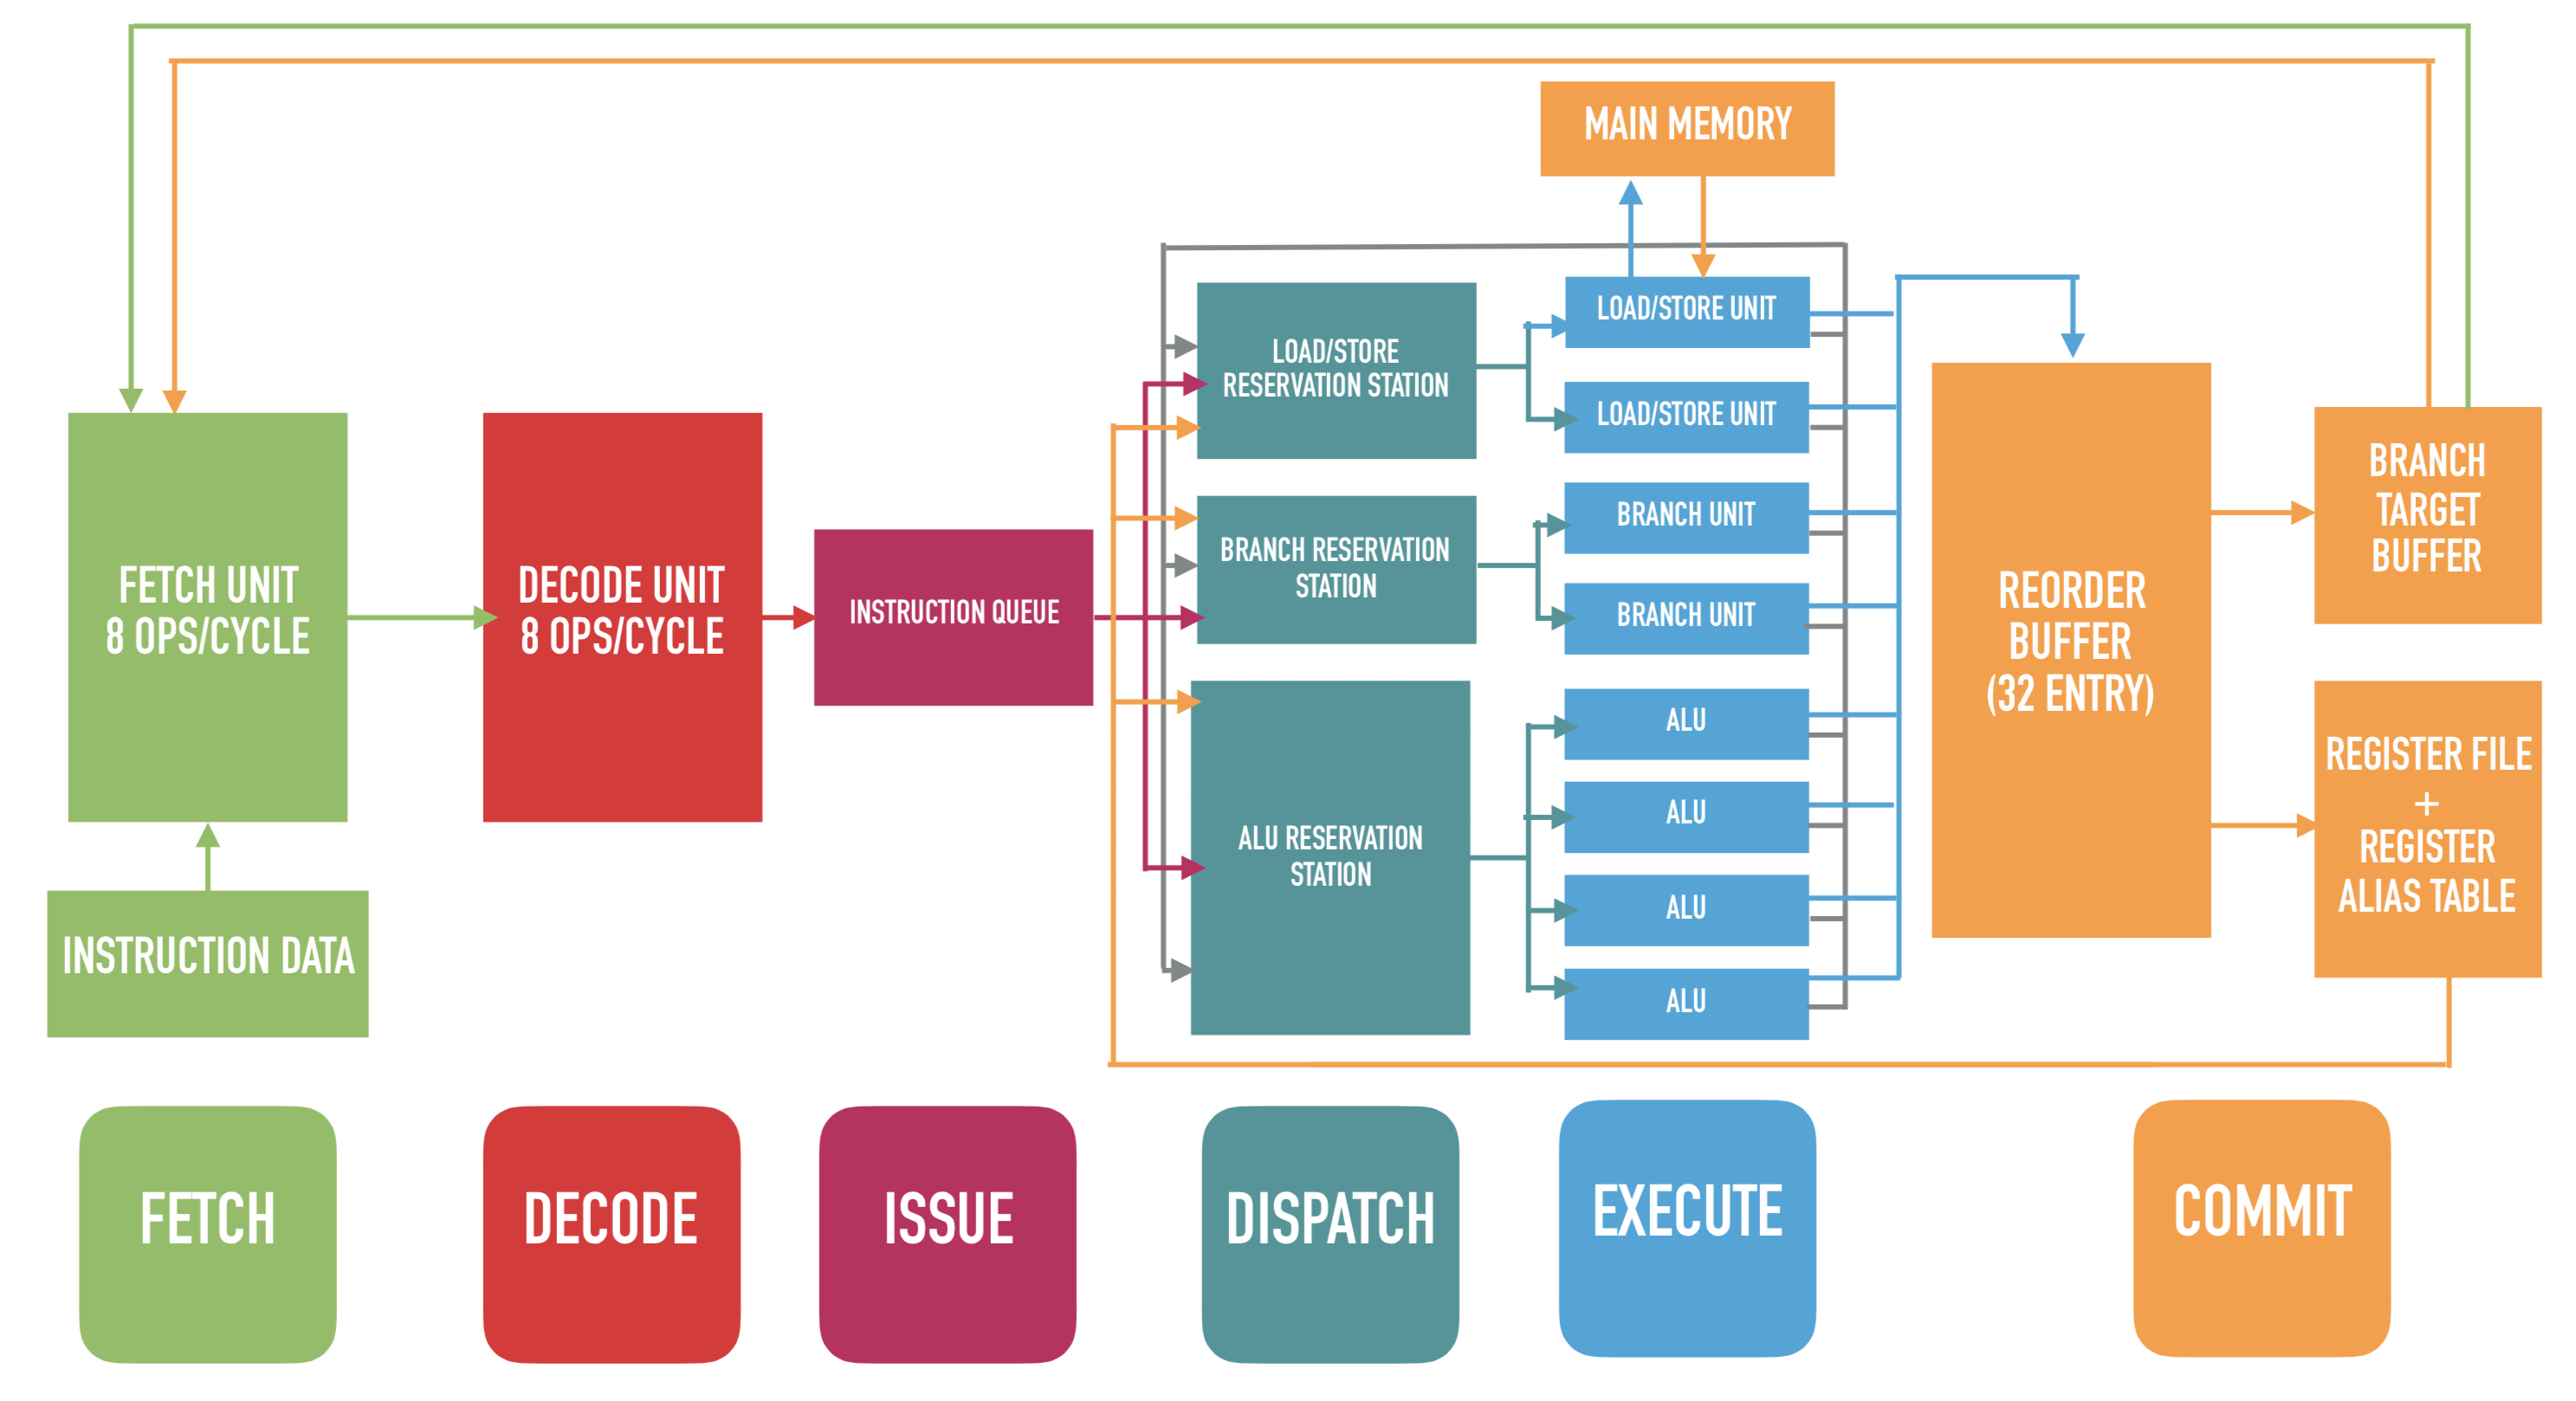 MAIN MEMORY
FETCH UNIT
8 OPS/CYCLE
INSTRUCTION DATA
DECODE UNIT
8 OPS/CYCLE
INSTRUCTION QUEUE
LOAD/STORE
RESERVATION STATION
BRANCH RESERVATION
STATION
ALU RESERVATION
STATION
LOAD/STORE UNIT
LOAD/STORE UNIT
BRANCH UNIT
BRANCH UNIT
ALU
ALU
ALU
ALU
REORDER
BUFFER
(32 ENTRY)
BRANCH
TARGET
BUFFER
REGISTER FILE
+
REGISTER
ALIAS TABLE
FETCH
DECODE
ISSUE
DISPATCH
EXECUTE
COMMIT